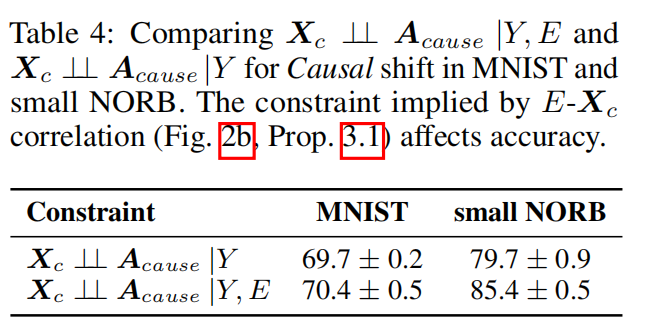 Table 4: Comparing X_c ⫫ A_cause |Y, E and
X_c ⫫ A_cause |Y for Causal shift in MNIST and
small NORB. The constraint implied by E-X_c
correlation (Fig. 2b, Prop. 3.1) affects accuracy.
Constraint MNIST small NORB
X_c ⫫ A_cause |Y 69.7 ± 0.2 79.7 ± 0.9
X_c ⫫ A_cause |Y, E 70.4 ± 0.5 85.4 ± 0.5